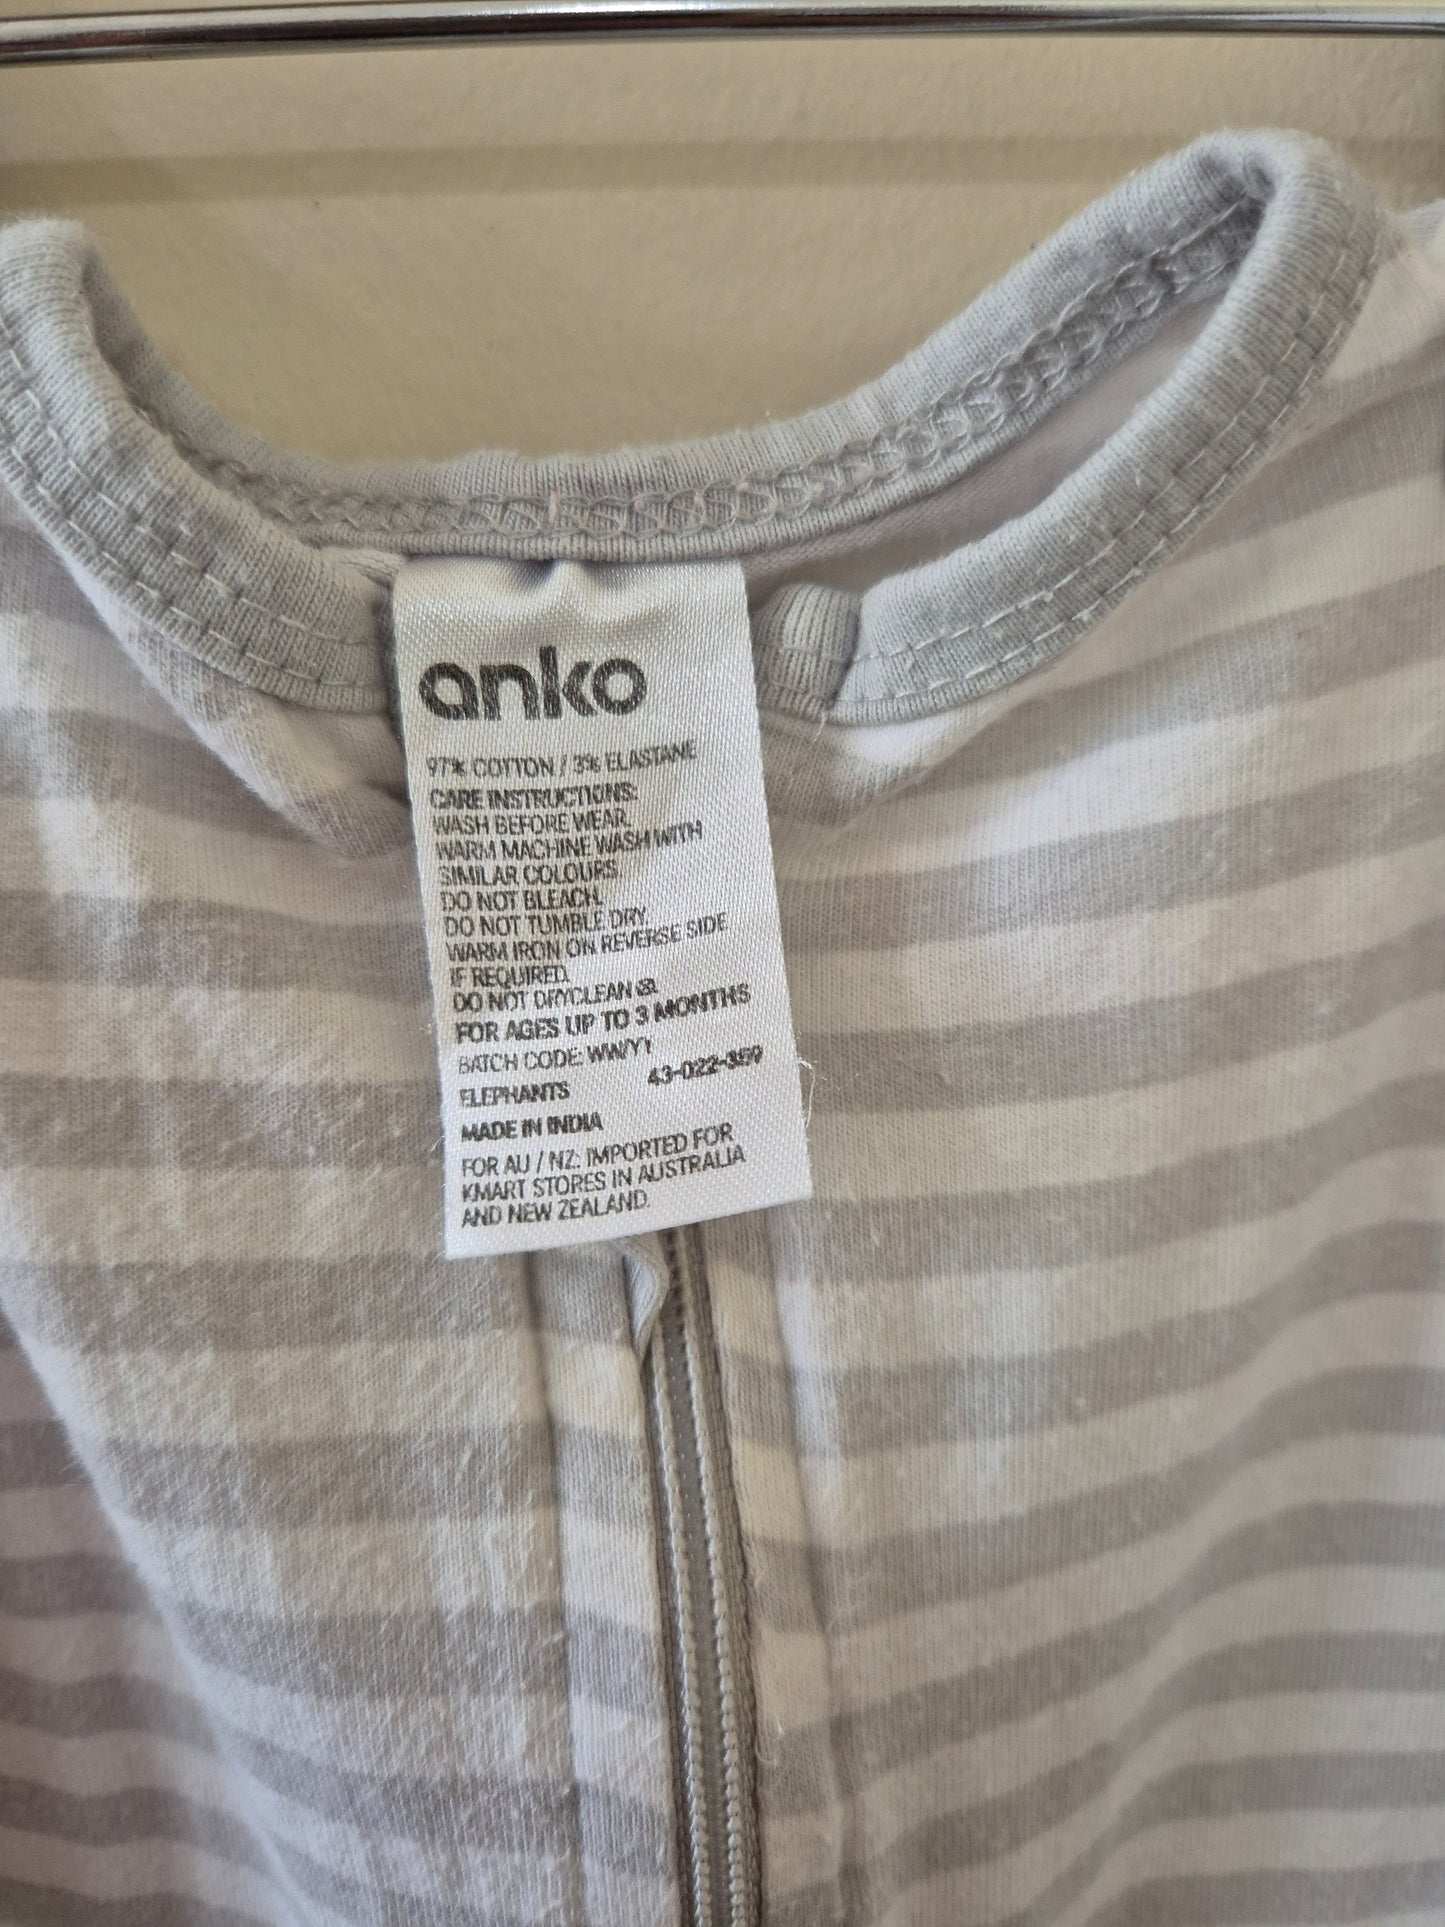 anko
97% COTTON / 3% ELASTANE
CARE INSTRUCTIONS:
WASH BEFORE WEAR.
WARM MACHINE WASH WITH
SIMILAR COLOURS.
DO NOT BLEACH.
DO NOT TUMBLE DRY.
WARM IRON ON REVERSE SIDE
IF REQUIRED.
DO NOT DRYCLEAN
FOR AGES UP TO 3 MONTHS
BATCH CODE: WW/YY
43-022-359
ELEPHANTS
MADE IN INDIA
FOR AU / NZ: IMPORTED FOR
KMART STORES IN AUSTRALIA
AND NEW ZEALAND.